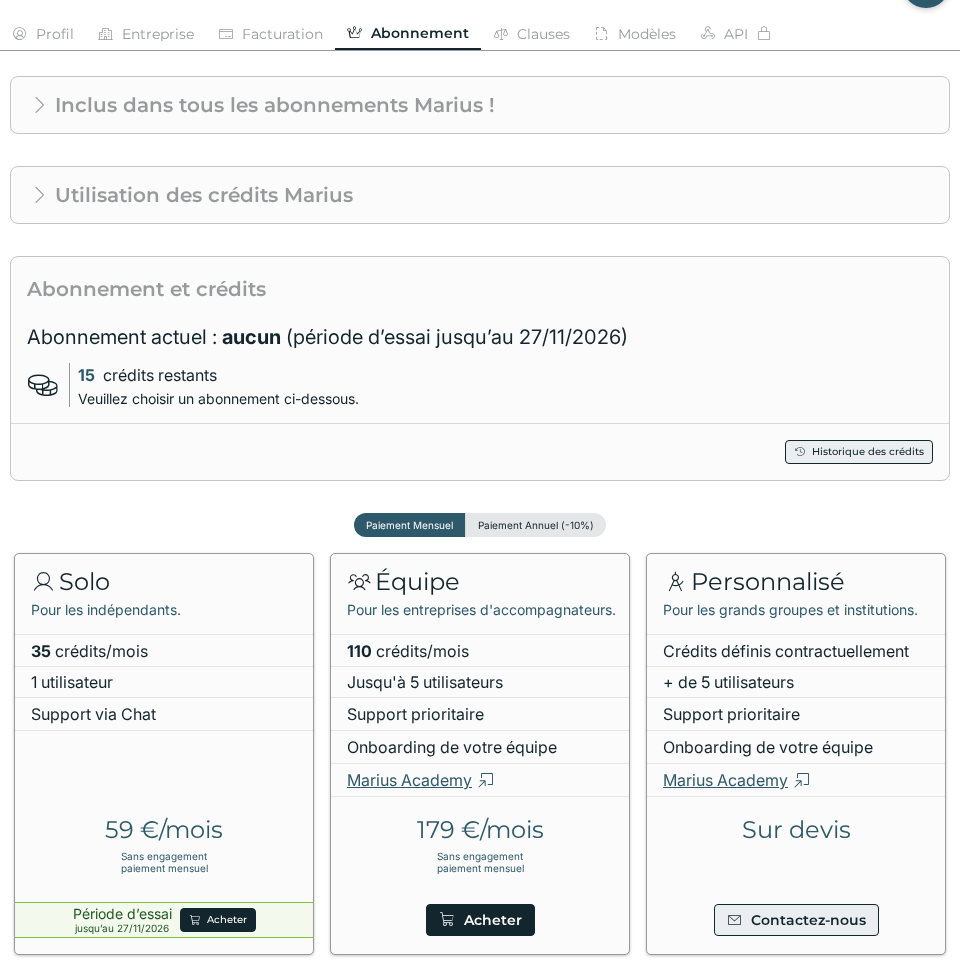 Profil Entreprise Facturation Abonnement Clauses Modèles API
Inclus dans tous les abonnements Marius !
Utilisation des crédits Marius
Abonnement et crédits
Abonnement actuel : aucun (période d’essai jusqu’au 27/11/2026)
15 crédits restants
Veuillez choisir un abonnement ci-dessous.
Historique des crédits
Paiement Mensuel Paiement Annuel (-10%)
Solo
Pour les indépendants.
35 crédits/mois
1 utilisateur
Support via Chat
59 €/mois
Sans engagement
paiement mensuel
Période d’essai
jusqu’au 27/11/2026
Acheter
Équipe
Pour les entreprises d'accompagnateurs.
110 crédits/mois
Jusqu'à 5 utilisateurs
Support prioritaire
Onboarding de votre équipe
Marius Academy
179 €/mois
Sans engagement
paiement mensuel
Acheter
Personnalisé
Pour les grands groupes et institutions.
Crédits définis contractuellement
+ de 5 utilisateurs
Support prioritaire
Onboarding de votre équipe
Marius Academy
Sur devis
Contactez-nous